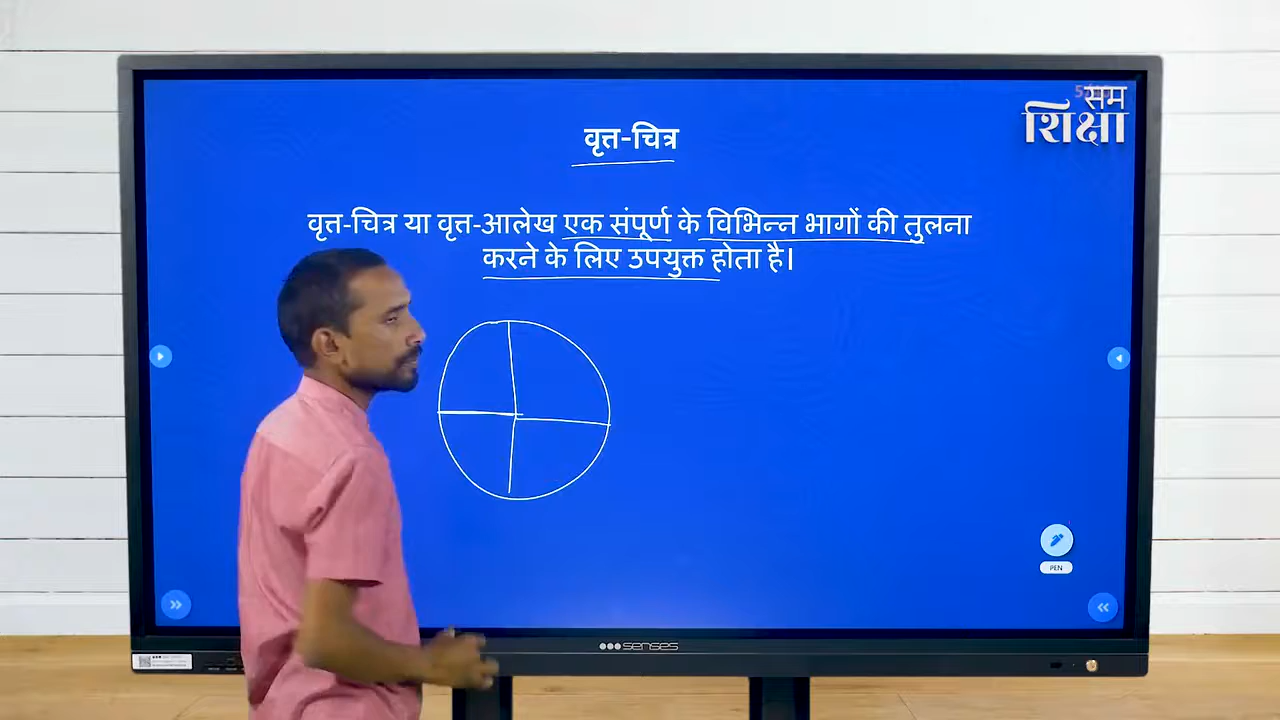 सम
शिक्षा
वृत्त-चित्र
वृत्त-चित्र या वृत्त-आलेख एक संपूर्ण के विभिन्न भागों की तुलना
करने के लिए उपयुक्त होता है।
PEN
senses